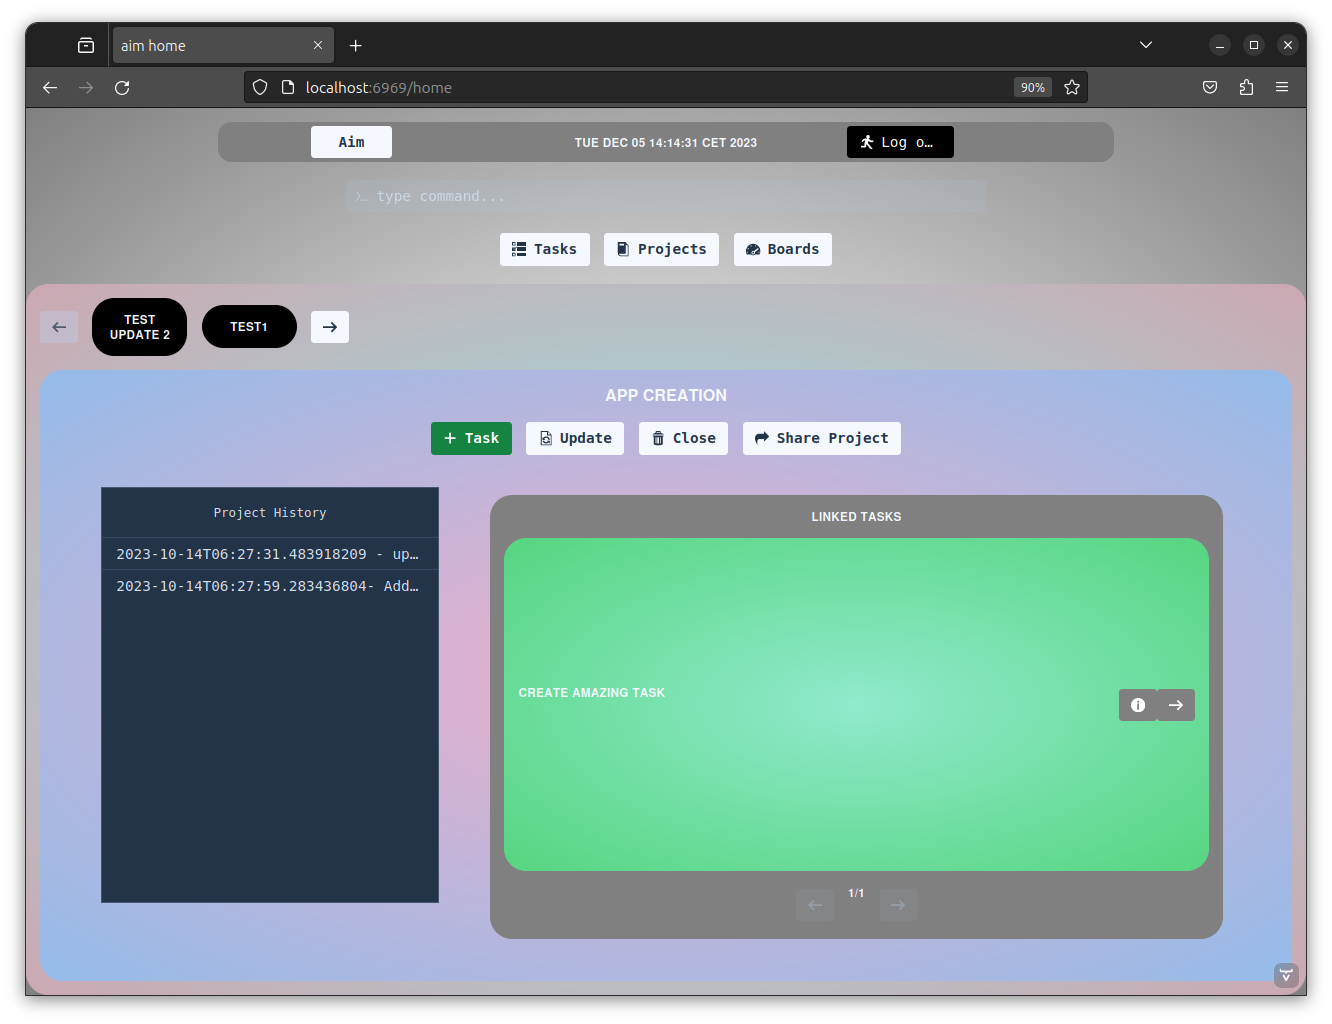 aim home
localhost:6969/home
90%
Aim
TUE DEC 05 14:14:31 CET 2023
Log o…
type command...
Tasks
Projects
Boards
TEST
UPDATE 2
TEST1
APP CREATION
+ Task
Update
Close
Share Project
Project History
2023-10-14T06:27:31.483918209 - up…
2023-10-14T06:27:59.283436804- Add…
LINKED TASKS
CREATE AMAZING TASK
1/1